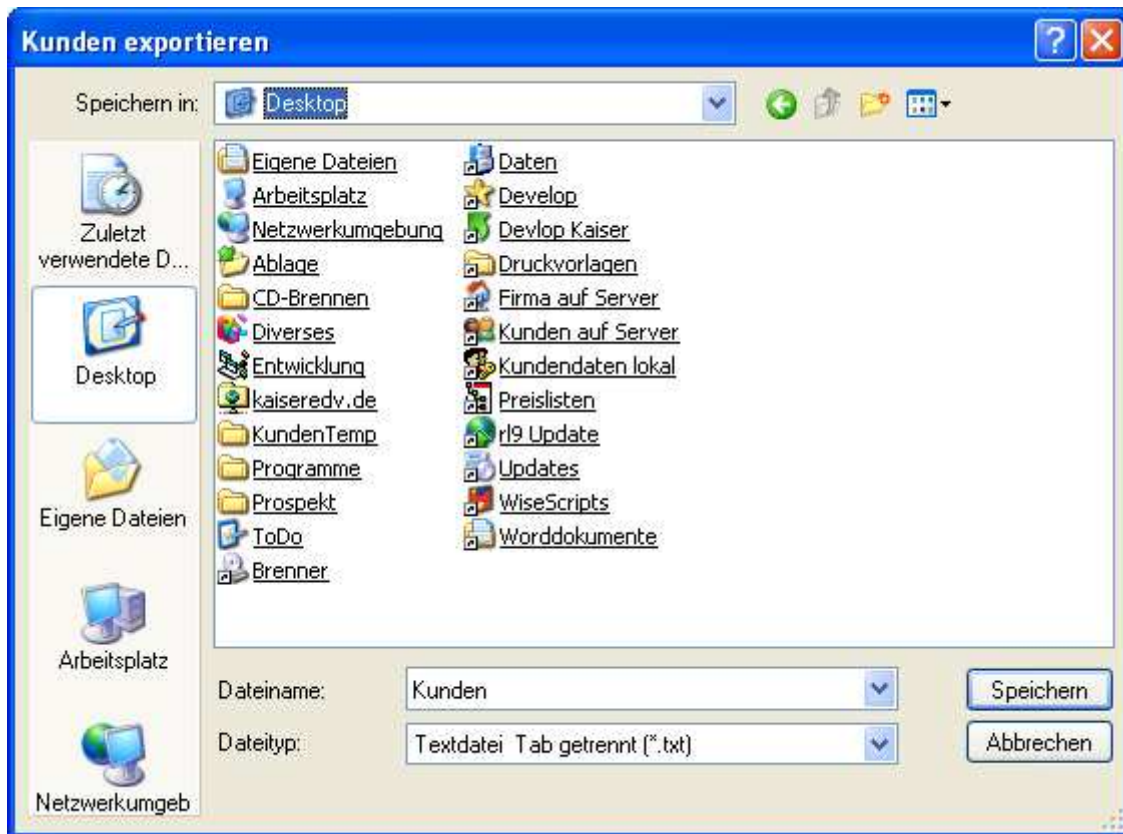 Kunden exportieren
Speichern in:
Desktop
Zuletzt
verwendete D...
Desktop
Eigene Dateien
Arbeitsplatz
Netzwerkumgeb
Eigene Dateien
Arbeitsplatz
Netzwerkumgebung
Ablage
CD-Brennen
Diverses
Entwicklung
kaiseredv.de
KundenTemp
Programme
Prospekt
ToDo
Brenner
Daten
Develop
Devlop Kaiser
Druckvorlagen
Firma auf Server
Kunden auf Server
Kundendaten lokal
Preislisten
rl9 Update
Updates
WiseScripts
Worddokumente
Dateiname:
Kunden
Speichern
Dateityp:
Textdatei Tab getrennt (*.txt)
Abbrechen